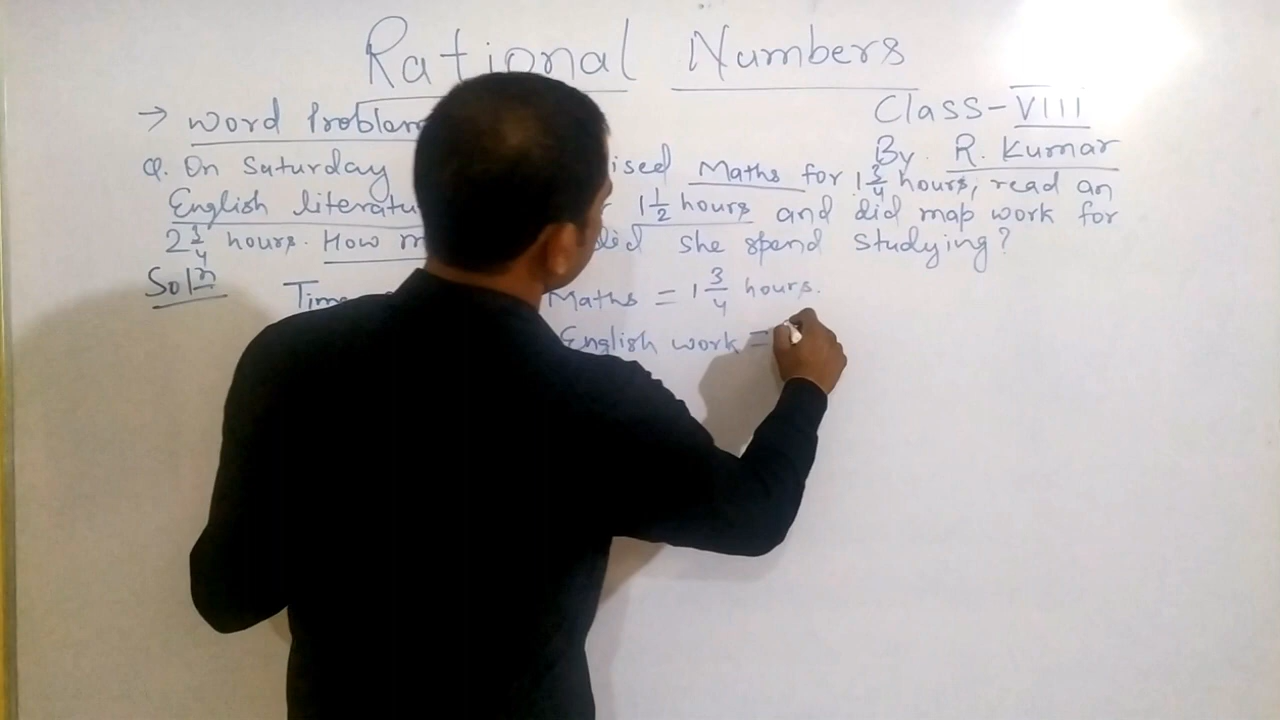 Rational Numbers
→ Word Problem
Class - VIII
By. R. Kumar
Q. On Saturday ised Maths for 1 3/4 hours, read an
English literatu 1 1/2 hours and did map work for
2 3/4 hours. How m did she spend studying?
Solⁿ Tim Maths = 1 3/4 hours.
English work =